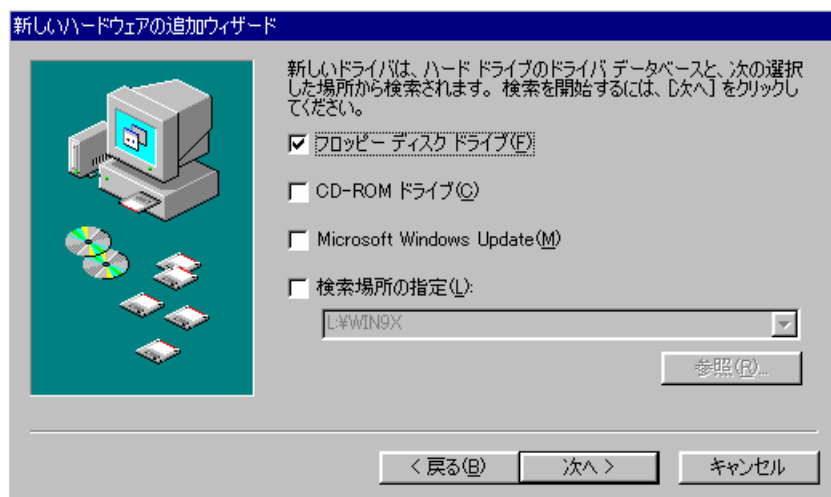 新しいハードウェアの追加ウィザード
新しいドライバは、ハード ドライブのドライバ データベースと、次の選択
した場所から検索されます。検索を開始するには、[次へ] をクリックし
てください。
フロッピー ディスク ドライブ(F)
CD-ROM ドライブ(C)
Microsoft Windows Update(M)
検索場所の指定(L):
L:¥WIN9X
参照(R)...
< 戻る(B)
次へ >
キャンセル